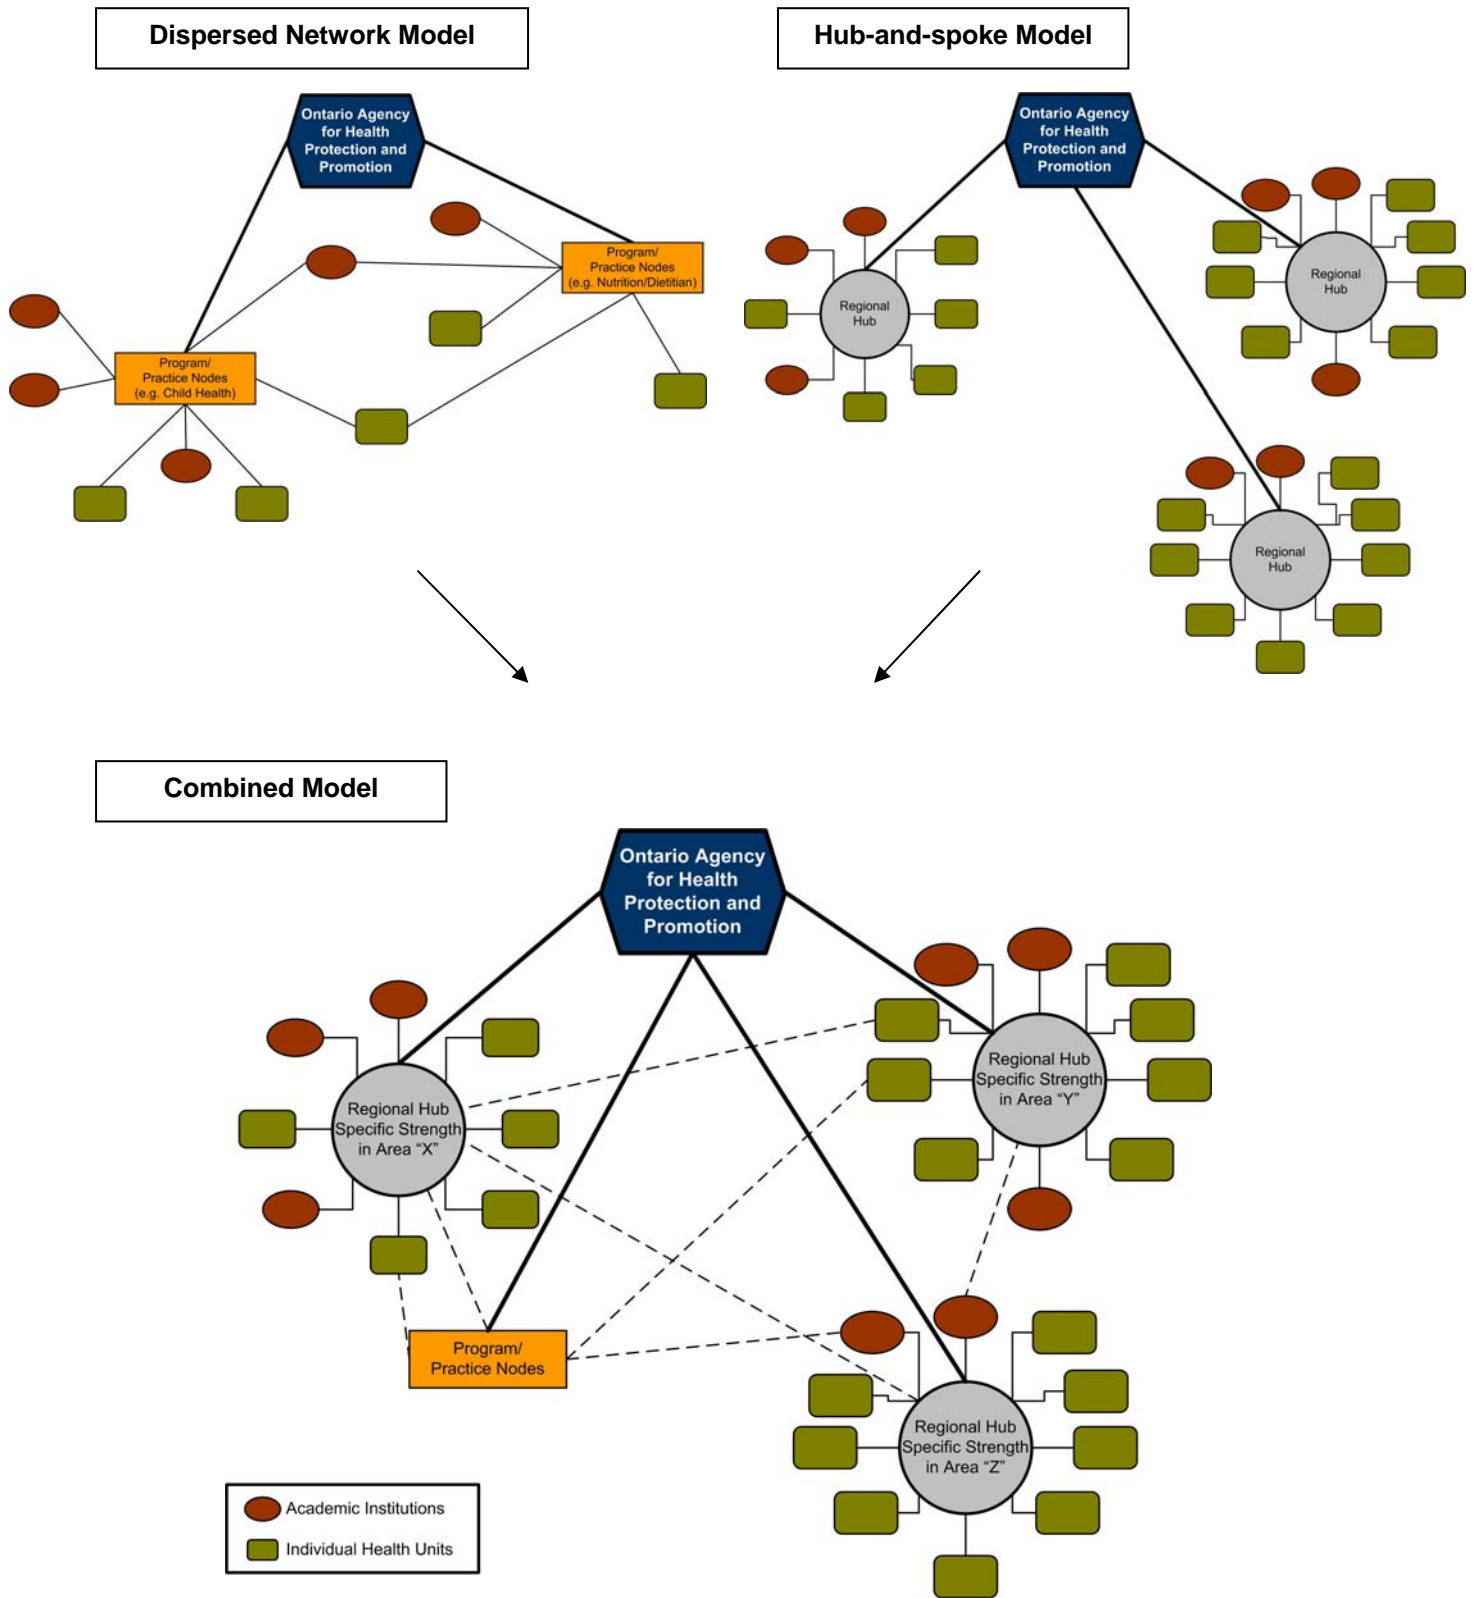 Dispersed Network Model
Hub-and-spoke Model
Ontario Agency
for Health
Protection and
Promotion
Program/
Practice Nodes
(e.g. Nutrition/Dietitian)
Program/
Practice Nodes
(e.g. Child Health)
Ontario Agency
for Health
Protection and
Promotion
Regional
Hub
Regional
Hub
Regional
Hub
Combined Model
Ontario Agency
for Health
Protection and
Promotion
Regional Hub
Specific Strength
in Area “X”
Regional Hub
Specific Strength
in Area “Y”
Program/
Practice Nodes
Regional Hub
Specific Strength
in Area “Z”
Academic Institutions
Individual Health Units